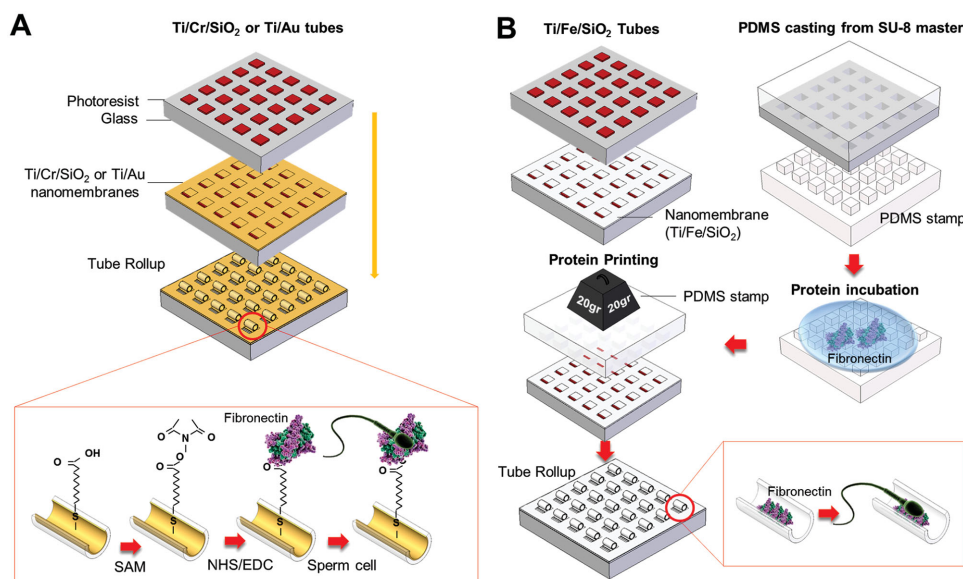 A
Ti/Cr/SiO₂ or Ti/Au tubes
Photoresist
Glass
Ti/Cr/SiO₂ or Ti/Au
nanomembranes
Tube Rollup
O
OH
S
O
O
N
O
O
S
Fibronectin
O
S
O
S
SAM
NHS/EDC
Sperm cell
B
Ti/Fe/SiO₂ Tubes
PDMS casting from SU-8 master
Nanomembrane
(Ti/Fe/SiO₂)
PDMS stamp
Protein Printing
20gr
20gr
PDMS stamp
Protein incubation
Fibronectin
Tube Rollup
Fibronectin